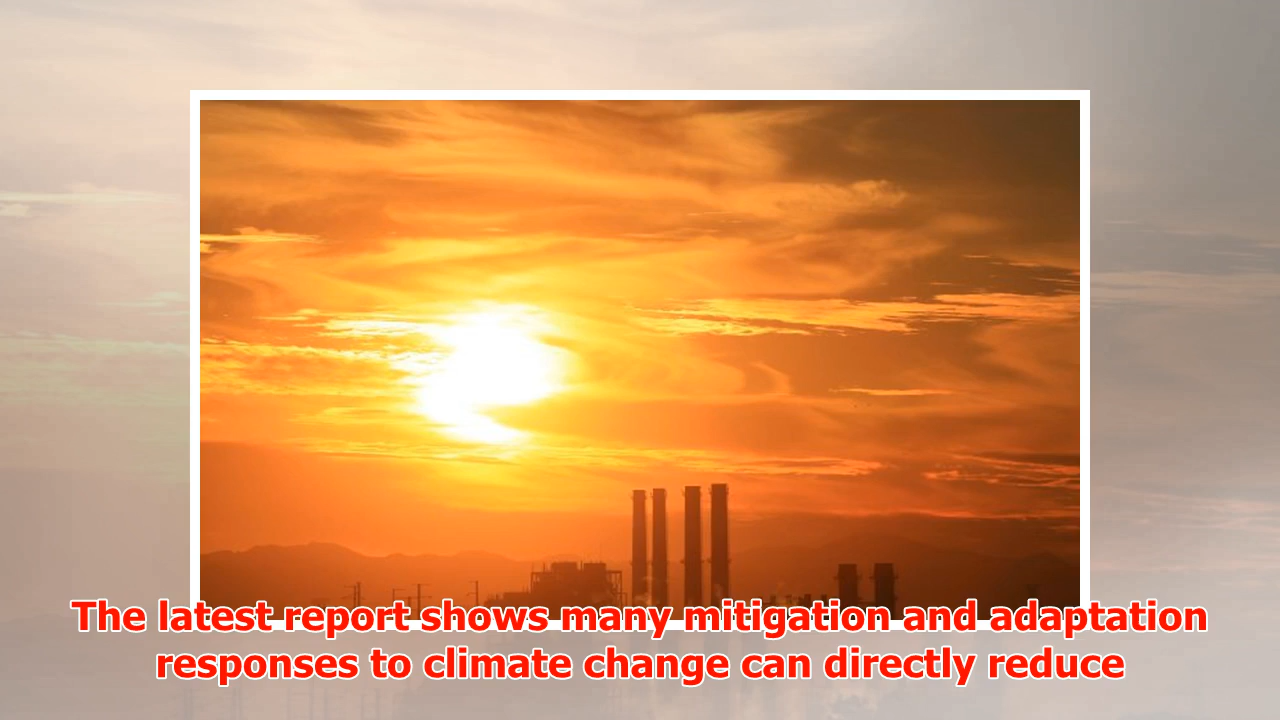 The latest report shows many mitigation and adaptation
responses to climate change can directly reduce